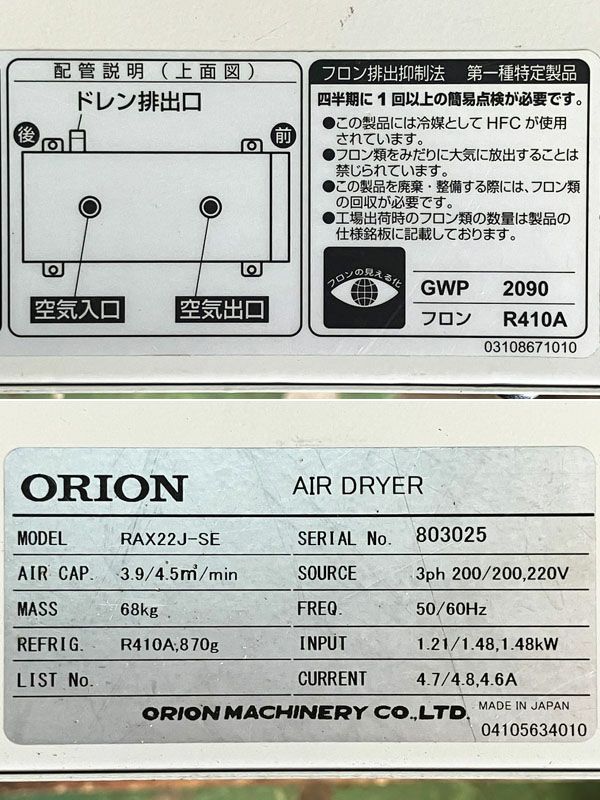 配管説明(上面図)
ドレン排出口
後
前
空気入口
空気出口
フロン排出抑制法 第一種特定製品
四半期に1回以上の簡易点検が必要です。
●この製品には冷媒として HFC が使用
されています。
●フロン類をみだりに大気に放出することは
禁じられています。
●この製品を廃棄・整備する際には、フロン類
の回収が必要です。
●工場出荷時のフロン類の数量は製品の
仕様銘板に記載しております。
フロンの見える化
GWP 2090
フロン R410A
03108671010
ORION AIR DRYER
MODEL RAX22J-SE SERIAL No. 803025
AIR CAP. 3.9/4.5㎥/min SOURCE 3ph 200/200,220V
MASS 68kg FREQ. 50/60Hz
REFRIG. R410A,870g INPUT 1.21/1.48,1.48kW
LIST No. CURRENT 4.7/4.8,4.6A
ORION MACHINERY CO.,LTD. MADE IN JAPAN
04105634010